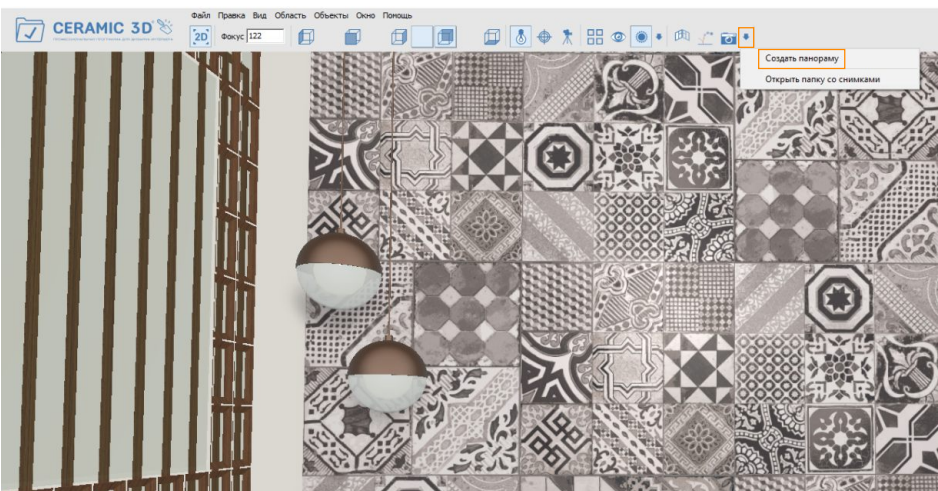 Файл Правка Вид Область Объекты Окно Помощь
CERAMIC 3D
2D Фокус 122
Создать панораму
Открыть папку со снимками